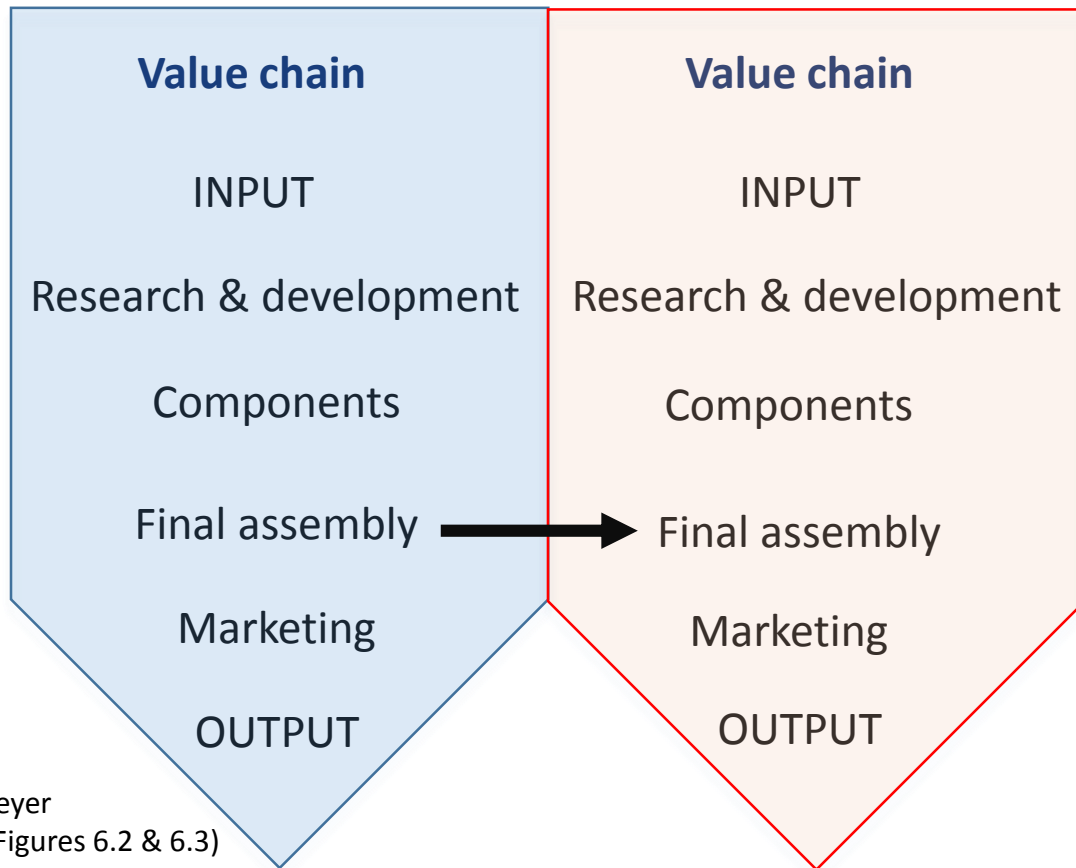 Value chain
INPUT
Research & development
Components
Final assembly
Marketing
OUTPUT
Value chain
INPUT
Research & development
Components
Final assembly
Marketing
OUTPUT
eyer
Figures 6.2 & 6.3)